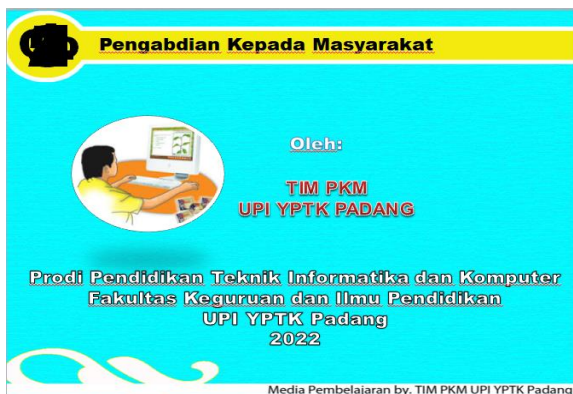 Pengabdian Kepada Masyarakat
Oleh:
TIM PKM
UPI YPTK PADANG
Prodi Pendidikan Teknik Informatika dan Komputer
Fakultas Keguruan dan Ilmu Pendidikan
UPI YPTK Padang
2022
Media Pembelajaran by. TIM PKM UPI YPTK Padang